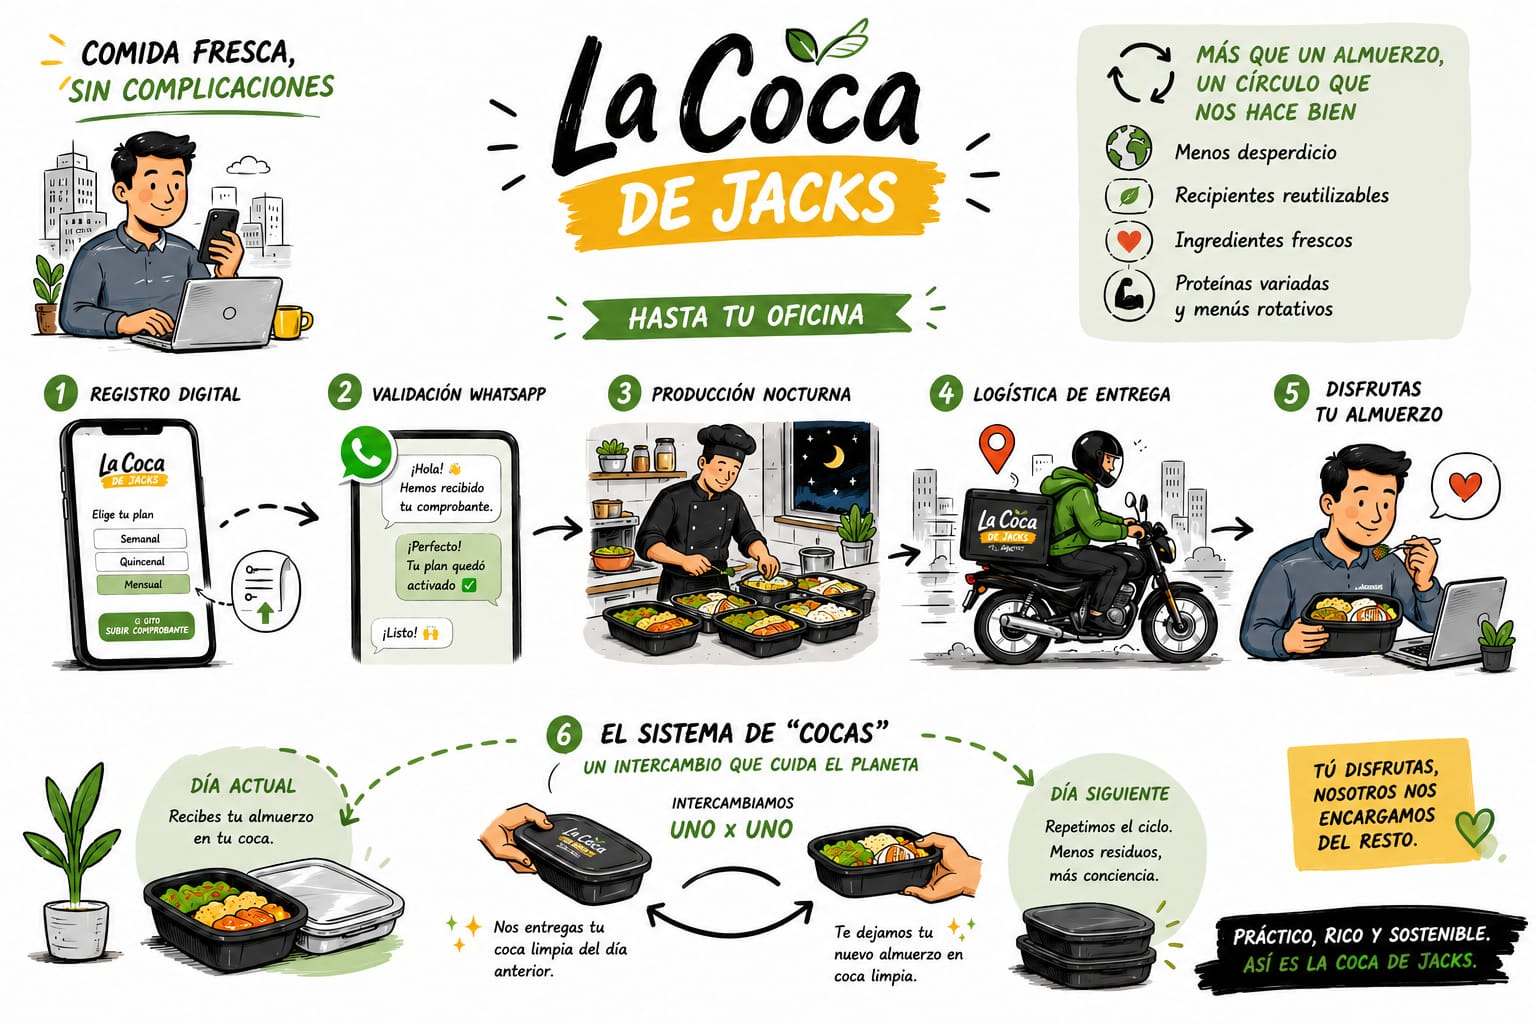 COMIDA FRESCA,
SIN COMPLICACIONES
La Coca
DE JACKS
HASTA TU OFICINA
MÁS QUE UN ALMUERZO,
UN CÍRCULO QUE
NOS HACE BIEN
Menos desperdicio
Recipientes reutilizables
Ingredientes frescos
Proteínas variadas
y menús rotativos
1 REGISTRO DIGITAL
La Coca
DE JACKS
Elige tu plan
Semanal
Quincenal
Mensual
SUBIR COMPROBANTE
2 VALIDACIÓN WHATSAPP
¡Hola! 👋
Hemos recibido
tu comprobante.
¡Perfecto!
Tu plan quedó
activado ✅
¡Listo! 🙌
3 PRODUCCIÓN NOCTURNA
4 LOGÍSTICA DE ENTREGA
La Coca
DE JACKS
5 DISFRUTAS
TU ALMUERZO
6 EL SISTEMA DE “COCAS”
UN INTERCAMBIO QUE CUIDA EL PLANETA
DÍA ACTUAL
Recibes tu almuerzo
en tu coca.
La Coca
INTERCAMBIAMOS
UNO x UNO
Nos entregas tu
coca limpia del día
anterior.
Te dejamos tu
nuevo almuerzo en
coca limpia.
DÍA SIGUIENTE
Repetimos el ciclo.
Menos residuos,
más conciencia.
TÚ DISFRUTAS,
NOSOTROS NOS
ENCARGAMOS
DEL RESTO.
PRÁCTICO, RICO Y SOSTENIBLE.
ASÍ ES LA COCA DE JACKS.